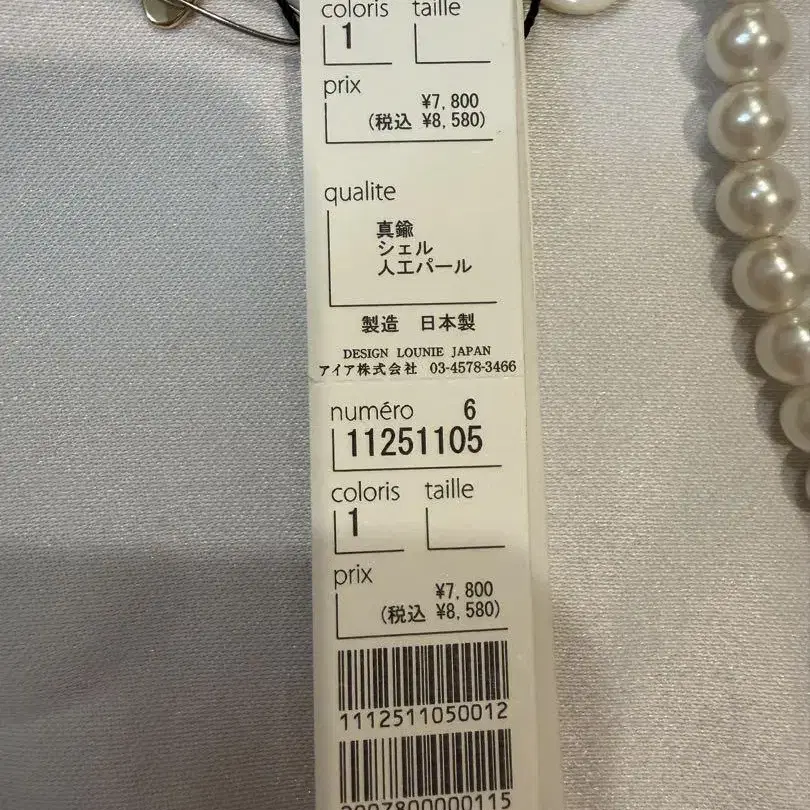 coloris taille
1
prix
¥7,800
(税込 ¥8,580)
qualite
真鍮
シェル
人工パール
製造 日本製
DESIGN LOUNIE JAPAN
アイア株式会社 03-4578-3466
numéro 6
11251105
coloris taille
1
prix
¥7,800
(税込 ¥8,580)
1112511050012